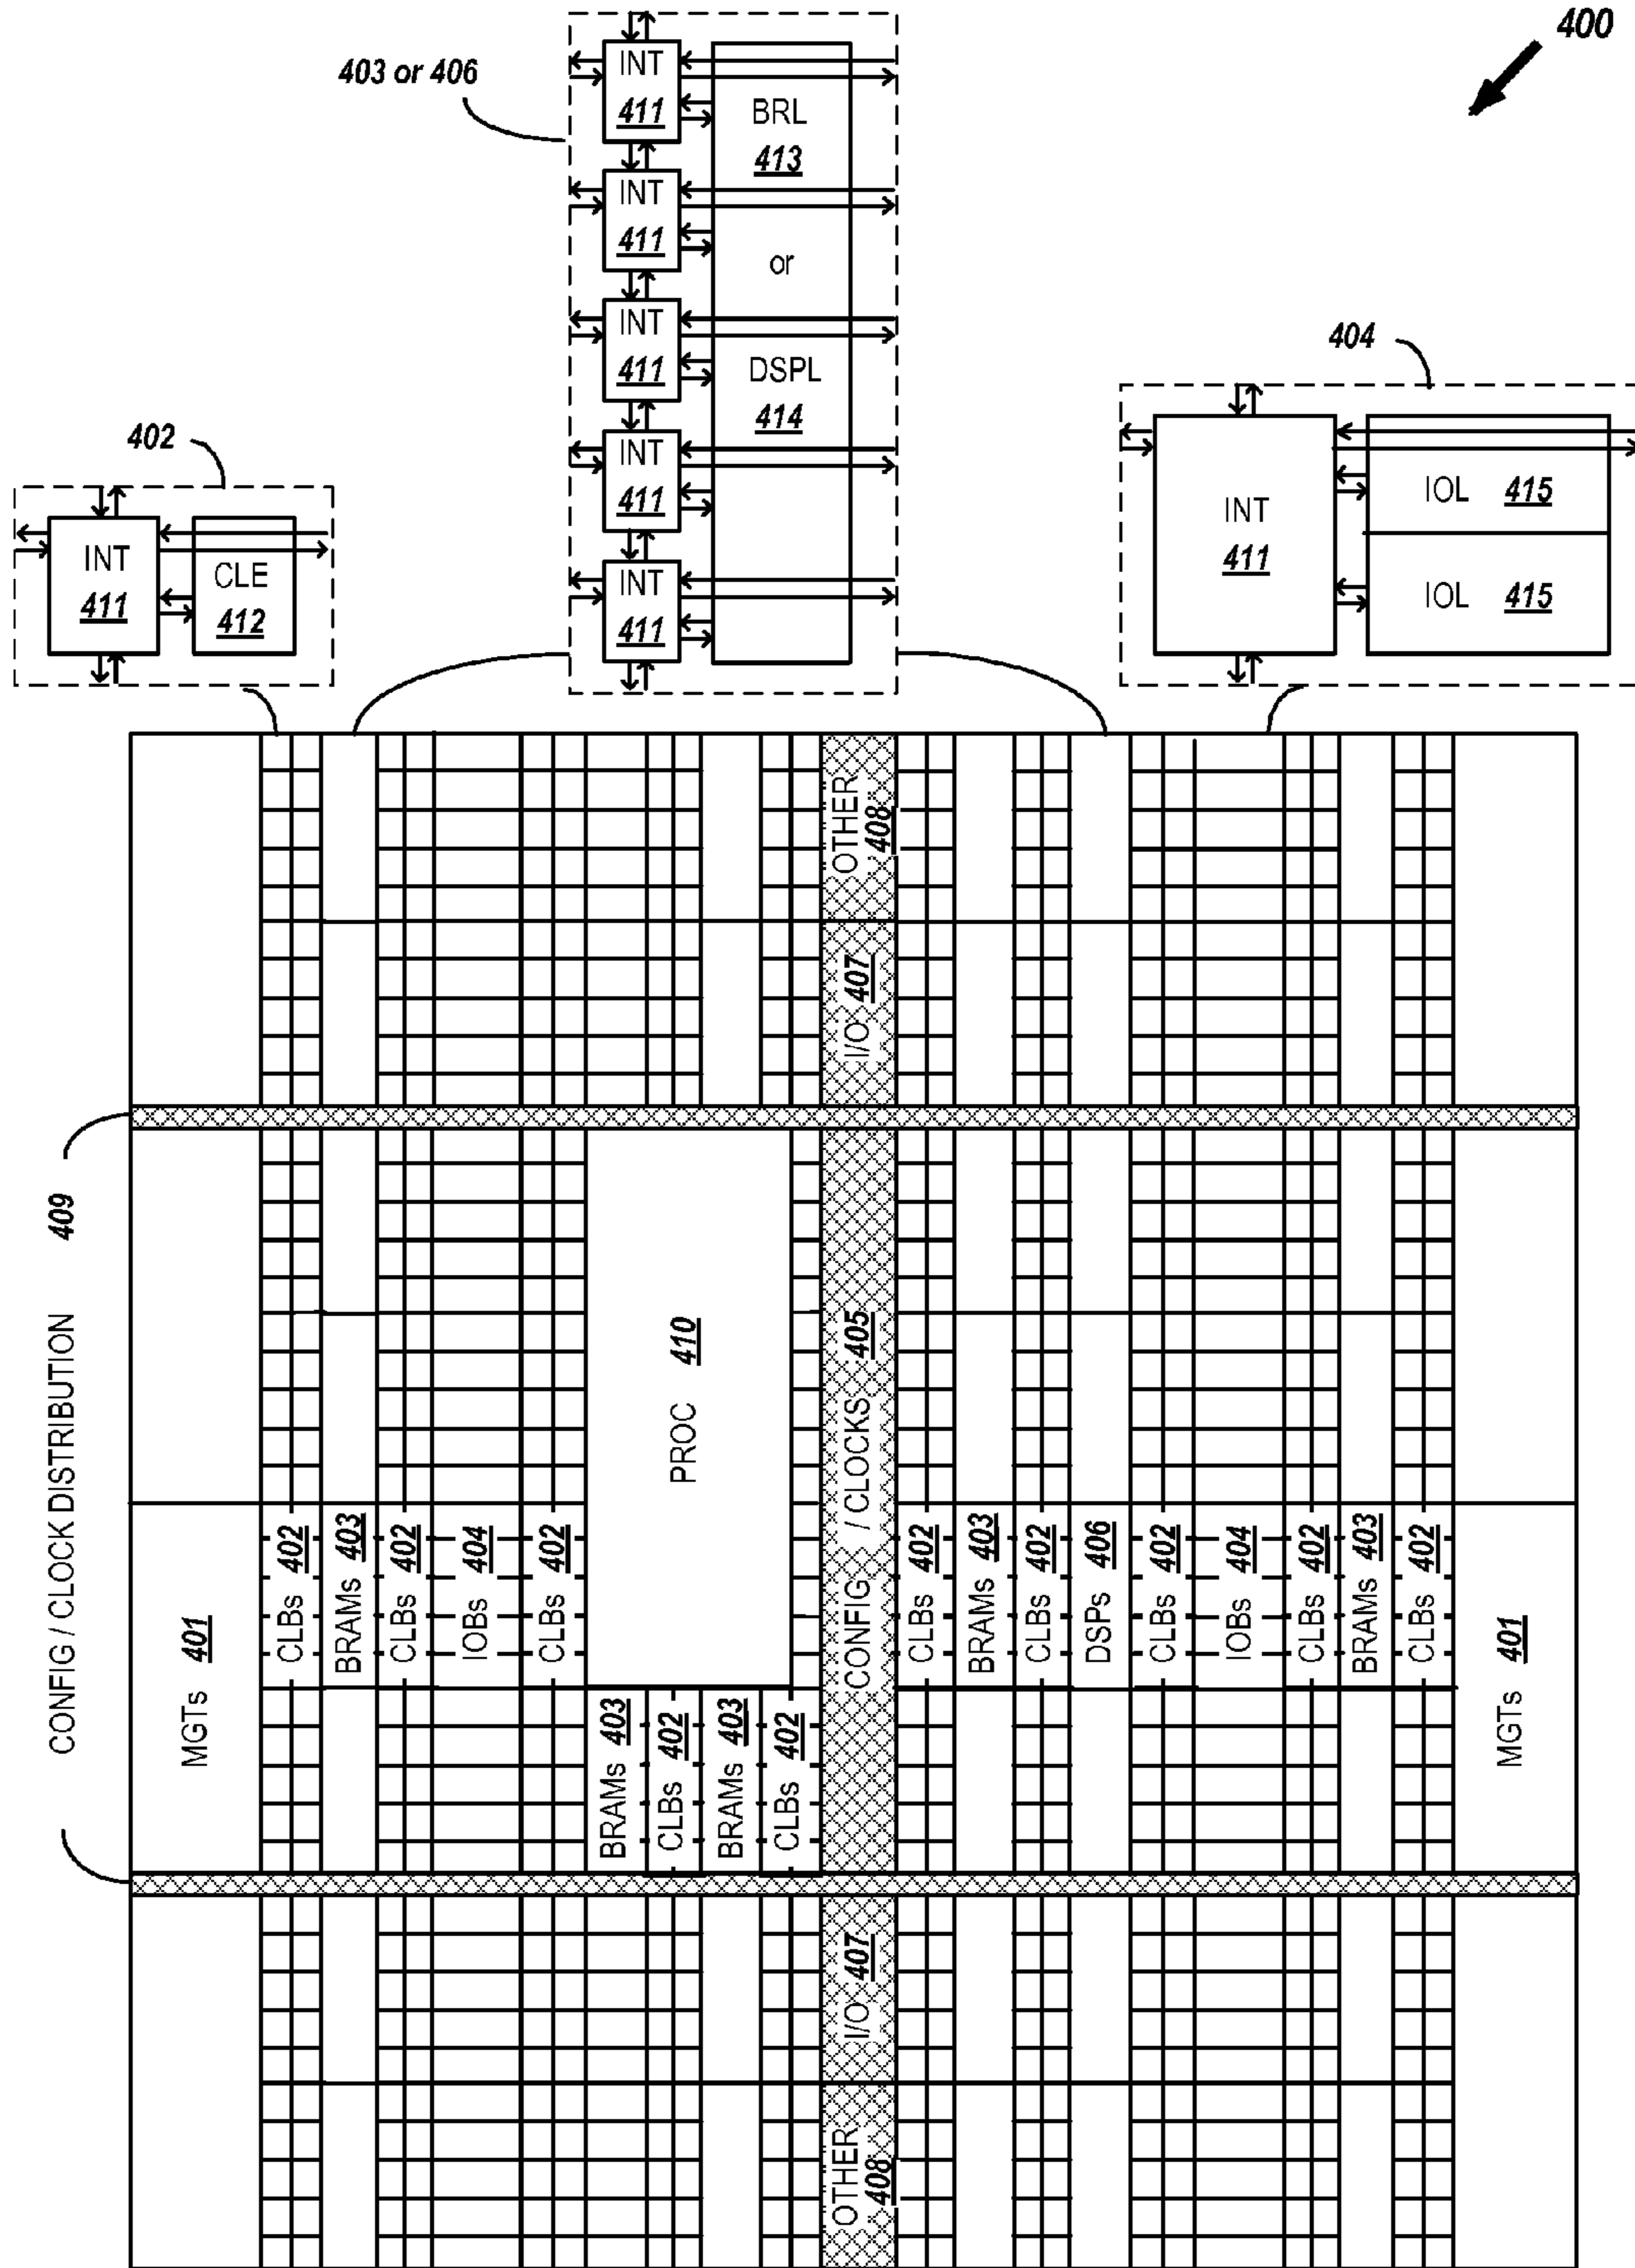 400
403 or 406
INT
411
INT
411
INT
411
INT
411
INT
411
BRL
413
or
DSPL
414
402
INT
411
CLE
412
404
INT
411
IOL 415
IOL 415
OTHER
408
I/O 407
CONFIG / CLOCK DISTRIBUTION 409
PROC 410
CONFIG / CLOCKS 405
MGTs 401
CLBs 402
BRAMs 403
CLBs 402
IOBs 404
CLBs 402
BRAMs 403
CLBs 402
BRAMs 403
CLBs 402
CLBs 402
BRAMs 403
CLBs 402
DSPs 406
CLBs 402
IOBs 404
CLBs 402
BRAMs 403
CLBs 402
MGTs 401
I/O 407
OTHER
408